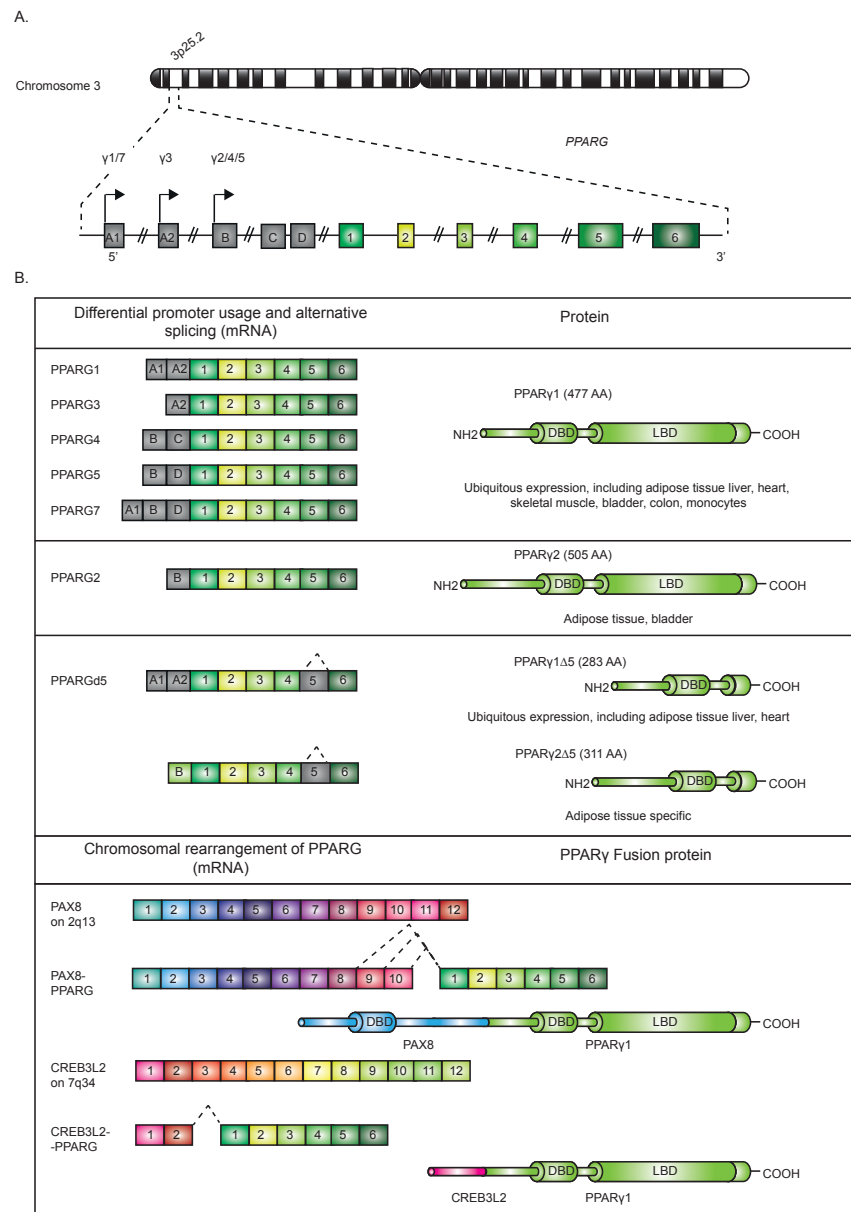 A.
3p25.2
Chromosome 3
PPARG
γ1/7 γ3 γ2/4/5
A1 A2 B C D 1 2 3 4 5 6
5' 3'
B.
Differential promoter usage and alternative
splicing (mRNA)
Protein
PPARG1
A1 A2 1 2 3 4 5 6
PPARG3
A2 1 2 3 4 5 6
PPARG4
B C 1 2 3 4 5 6
PPARG5
B D 1 2 3 4 5 6
PPARG7
A1 B D 1 2 3 4 5 6
PPARγ1 (477 AA)
NH2 DBD LBD COOH
Ubiquitous expression, including adipose tissue liver, heart,
skeletal muscle, bladder, colon, monocytes
PPARG2
B 1 2 3 4 5 6
PPARγ2 (505 AA)
NH2 DBD LBD COOH
Adipose tissue, bladder
PPARGd5
A1 A2 1 2 3 4 5 6
PPARγ1Δ5 (283 AA)
NH2 DBD COOH
Ubiquitous expression, including adipose tissue liver, heart
B 1 2 3 4 5 6
PPARγ2Δ5 (311 AA)
NH2 DBD COOH
Adipose tissue specific
Chromosomal rearrangement of PPARG
(mRNA)
PPARγ Fusion protein
PAX8
on 2q13
1 2 3 4 5 6 7 8 9 10 11 12
PAX8-
PPARG
1 2 3 4 5 6 7 8 9 10 1 2 3 4 5 6
DBD DBD LBD COOH
PAX8 PPARγ1
CREB3L2
on 7q34
1 2 3 4 5 6 7 8 9 10 11 12
CREB3L2-
-PPARG
1 2 1 2 3 4 5 6
DBD LBD COOH
CREB3L2 PPARγ1